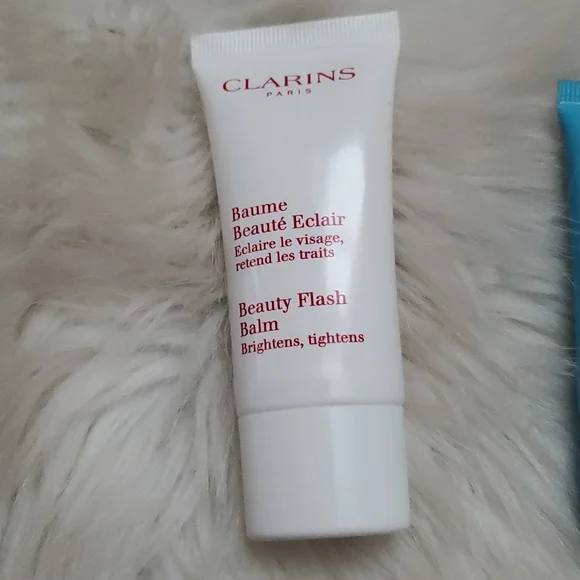 CLARINS
PARIS
Baume
Beauté Eclair
Eclaire le visage,
retend les traits
Beauty Flash
Balm
Brightens, tightens